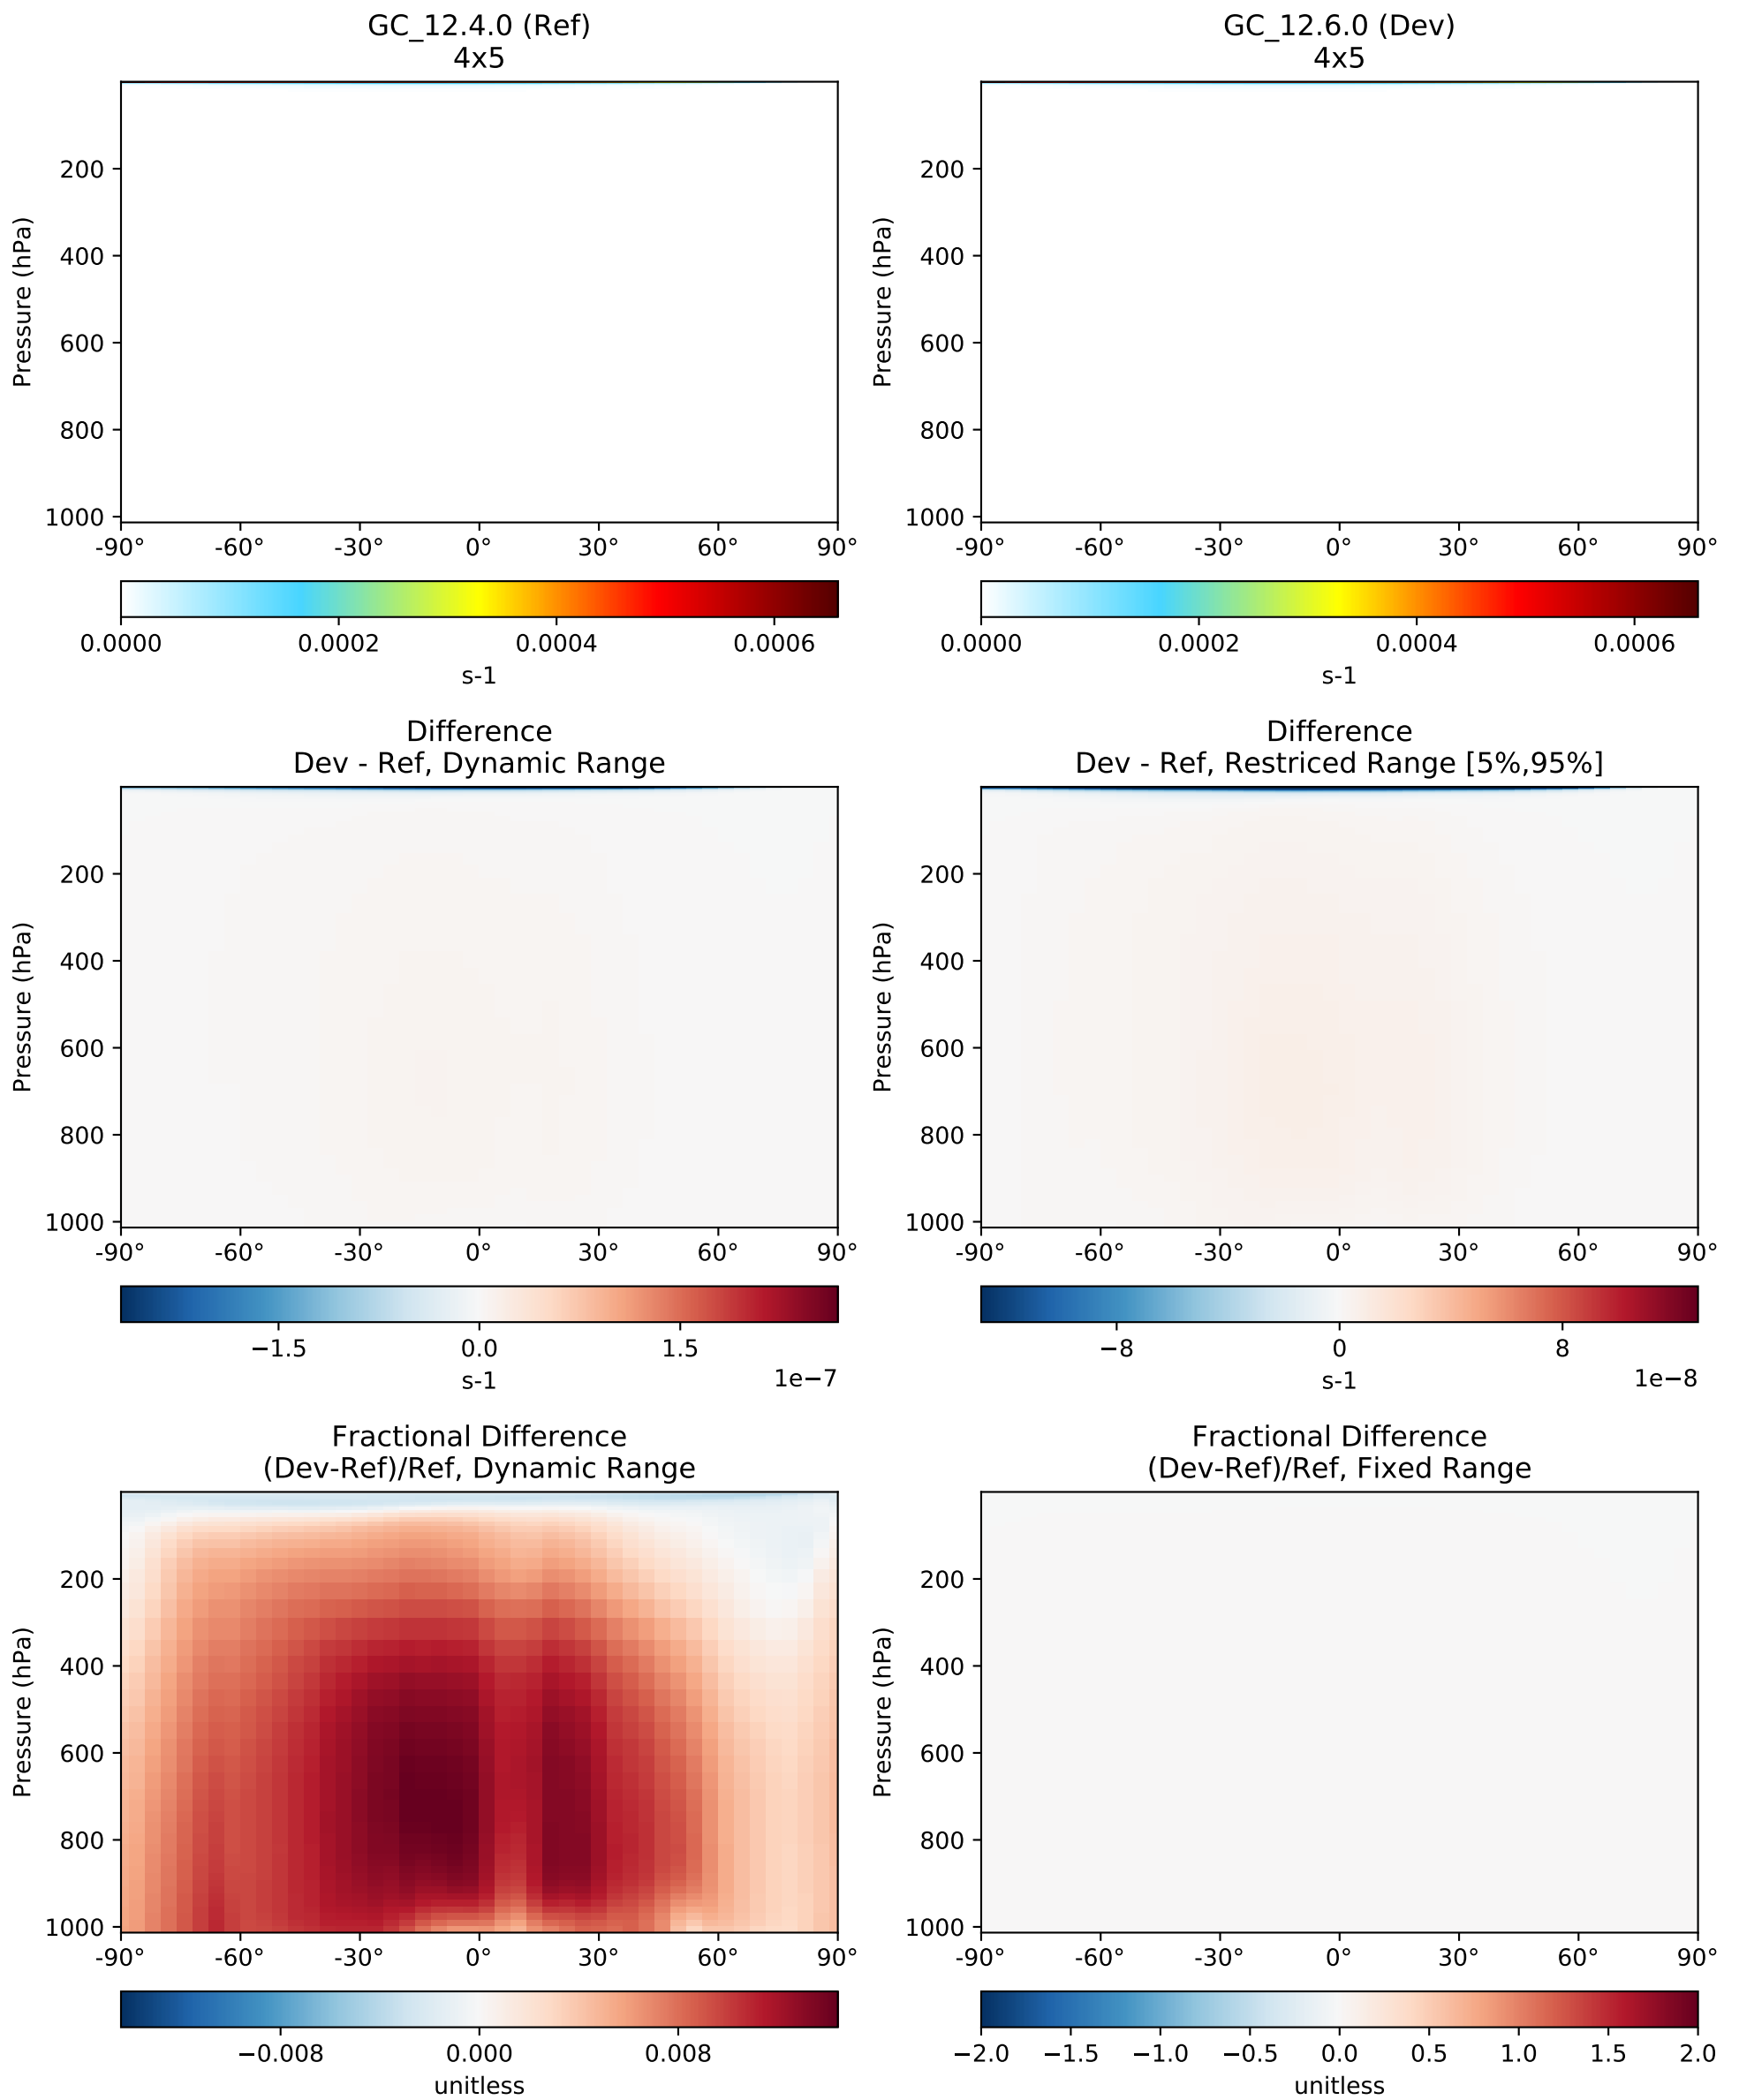 GC_12.4.0 (Ref)
4x5
Pressure (hPa)
200
400
600
800
1000
-90° -60° -30° 0° 30° 60° 90°
0.0000 0.0002 0.0004 0.0006
s-1
GC_12.6.0 (Dev)
4x5
Pressure (hPa)
200
400
600
800
1000
-90° -60° -30° 0° 30° 60° 90°
0.0000 0.0002 0.0004 0.0006
s-1
Difference
Dev - Ref, Dynamic Range
Pressure (hPa)
200
400
600
800
1000
-90° -60° -30° 0° 30° 60° 90°
−1.5 0.0 1.5
s-1 1e−7
Difference
Dev - Ref, Restriced Range [5%,95%]
Pressure (hPa)
200
400
600
800
1000
-90° -60° -30° 0° 30° 60° 90°
−8 0 8
s-1 1e−8
Fractional Difference
(Dev-Ref)/Ref, Dynamic Range
Pressure (hPa)
200
400
600
800
1000
-90° -60° -30° 0° 30° 60° 90°
−0.008 0.000 0.008
unitless
Fractional Difference
(Dev-Ref)/Ref, Fixed Range
Pressure (hPa)
200
400
600
800
1000
-90° -60° -30° 0° 30° 60° 90°
−2.0 −1.5 −1.0 −0.5 0.0 0.5 1.0 1.5 2.0
unitless